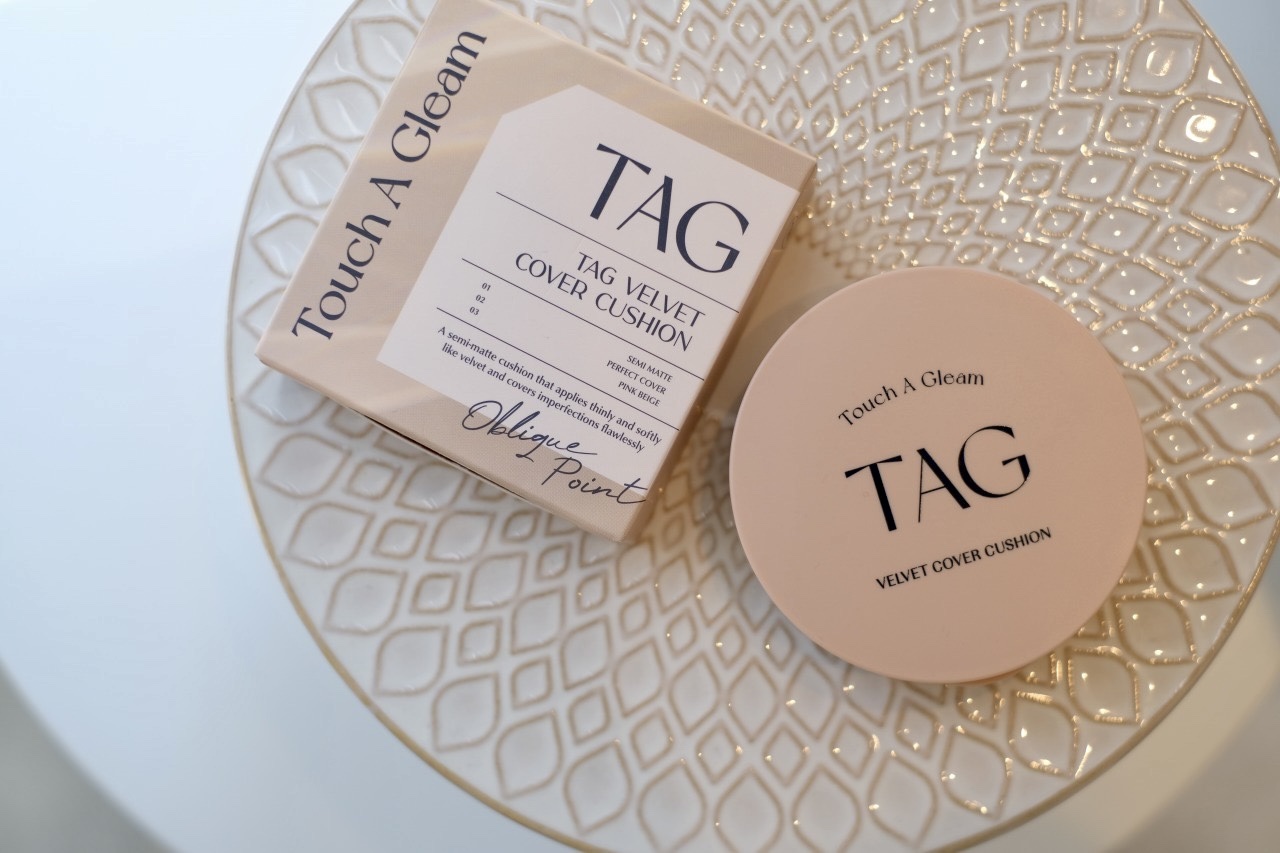 Touch A Gleam
TAG
TAG VELVET
COVER CUSHION
01
02
03
SEMI MATTE
PERFECT COVER
PINK BEIGE
A semi-matte cushion that applies thinly and softly
like velvet and covers imperfections flawlessly
Oblique
Point
Touch A Gleam
TAG
VELVET COVER CUSHION